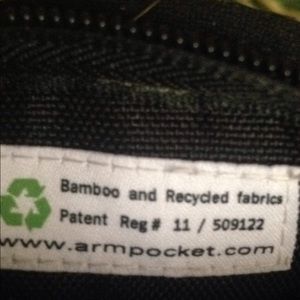 Bamboo and Recycled fabrics
Patent Reg# 11 / 509122
www.armpocket.com